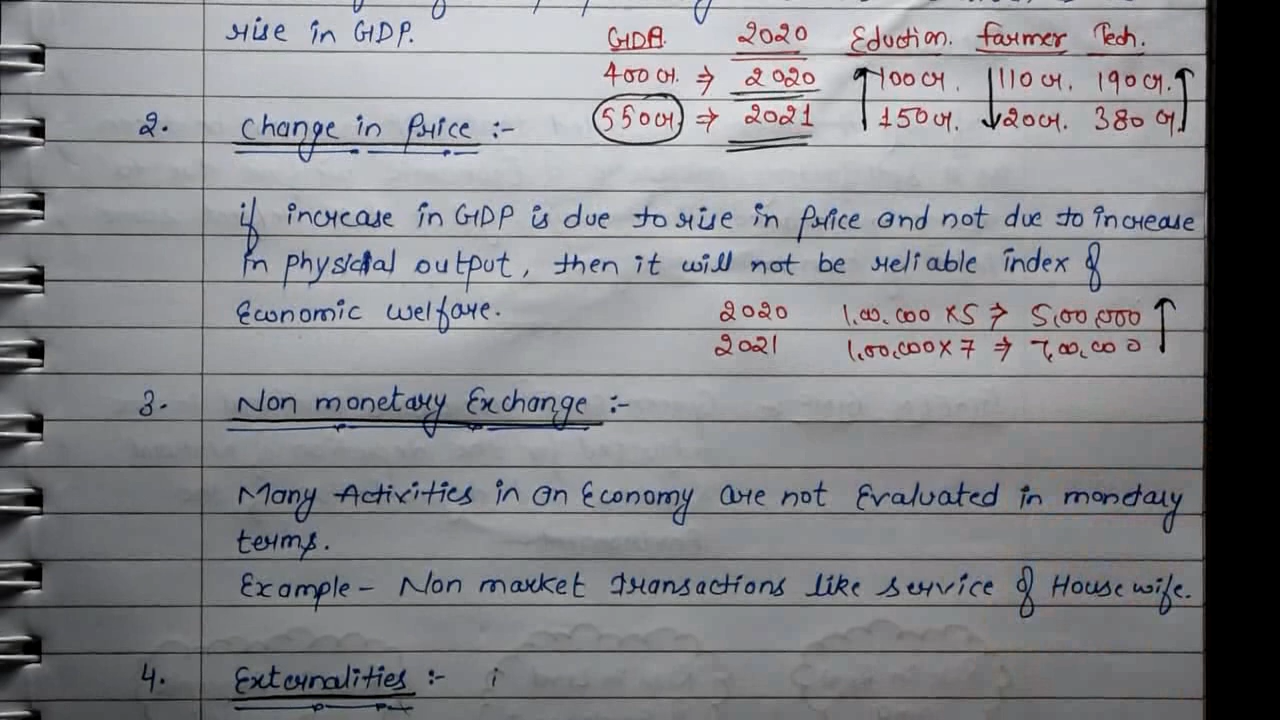 rise in GDP.
GDP. 2020 Eduction. farmer Tech.
400 cr. ⇒ 2020 100 cr. 110 cr. 190 cr.
550 cr ⇒ 2021 150 cr. 20 cr. 380 cr.
2. Change in Price :-
if increase in GDP is due to rise in Price and not due to increase
in physicial output, then it will not be reliable index of
Economic welfare.
2020 1,00,000 × 5 ⇒ 5,00,000
2021 1,00,000 × 7 ⇒ 7,00,000
3. Non monetary Exchange :-
Many Activities in an Economy are not Evaluated in monetary
terms.
Example - Non market transactions like service of House wife.
4. Externalities :- i